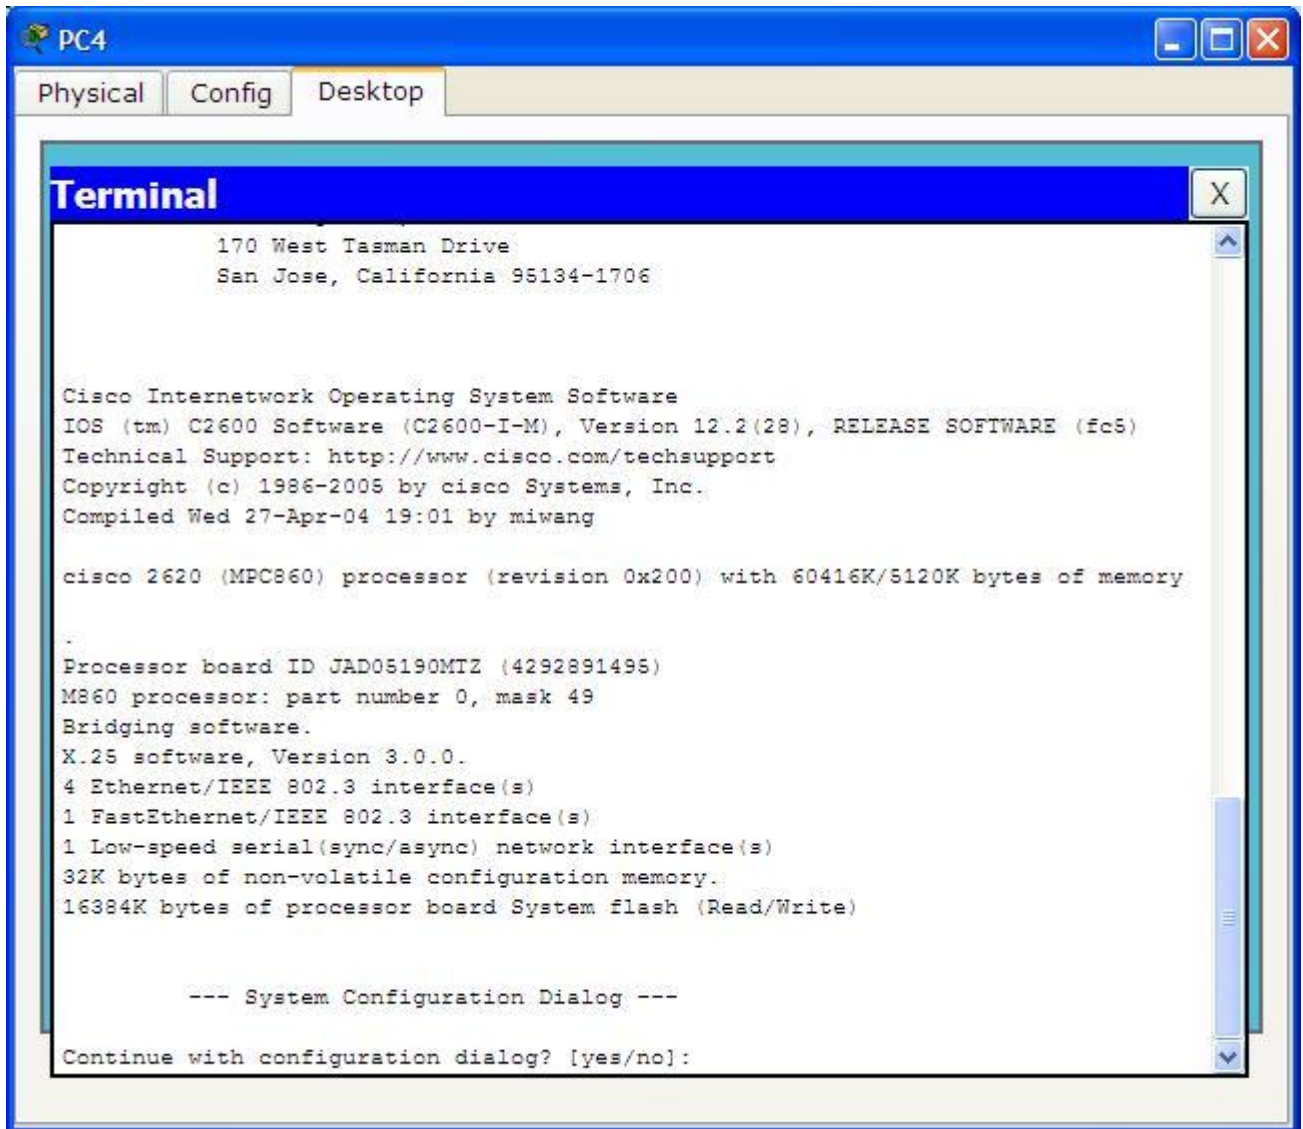 PC4
Physical Config Desktop
Terminal X
170 West Tasman Drive
San Jose, California 95134-1706
Cisco Internetwork Operating System Software
IOS (tm) C2600 Software (C2600-I-M), Version 12.2(28), RELEASE SOFTWARE (fc5)
Technical Support: http://www.cisco.com/techsupport
Copyright (c) 1986-2005 by cisco Systems, Inc.
Compiled Wed 27-Apr-04 19:01 by miwang
cisco 2620 (MPC860) processor (revision 0x200) with 60416K/5120K bytes of memory
.
Processor board ID JAD05190MTZ (4292891495)
M860 processor: part number 0, mask 49
Bridging software.
X.25 software, Version 3.0.0.
4 Ethernet/IEEE 802.3 interface(s)
1 FastEthernet/IEEE 802.3 interface(s)
1 Low-speed serial(sync/async) network interface(s)
32K bytes of non-volatile configuration memory.
16384K bytes of processor board System flash (Read/Write)
--- System Configuration Dialog ---
Continue with configuration dialog? [yes/no]: